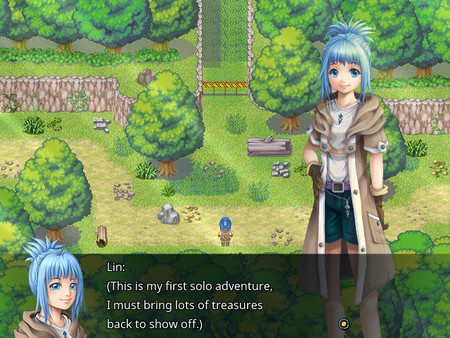 Lin:
(This is my first solo adventure,
I must bring lots of treasures
back to show off.)